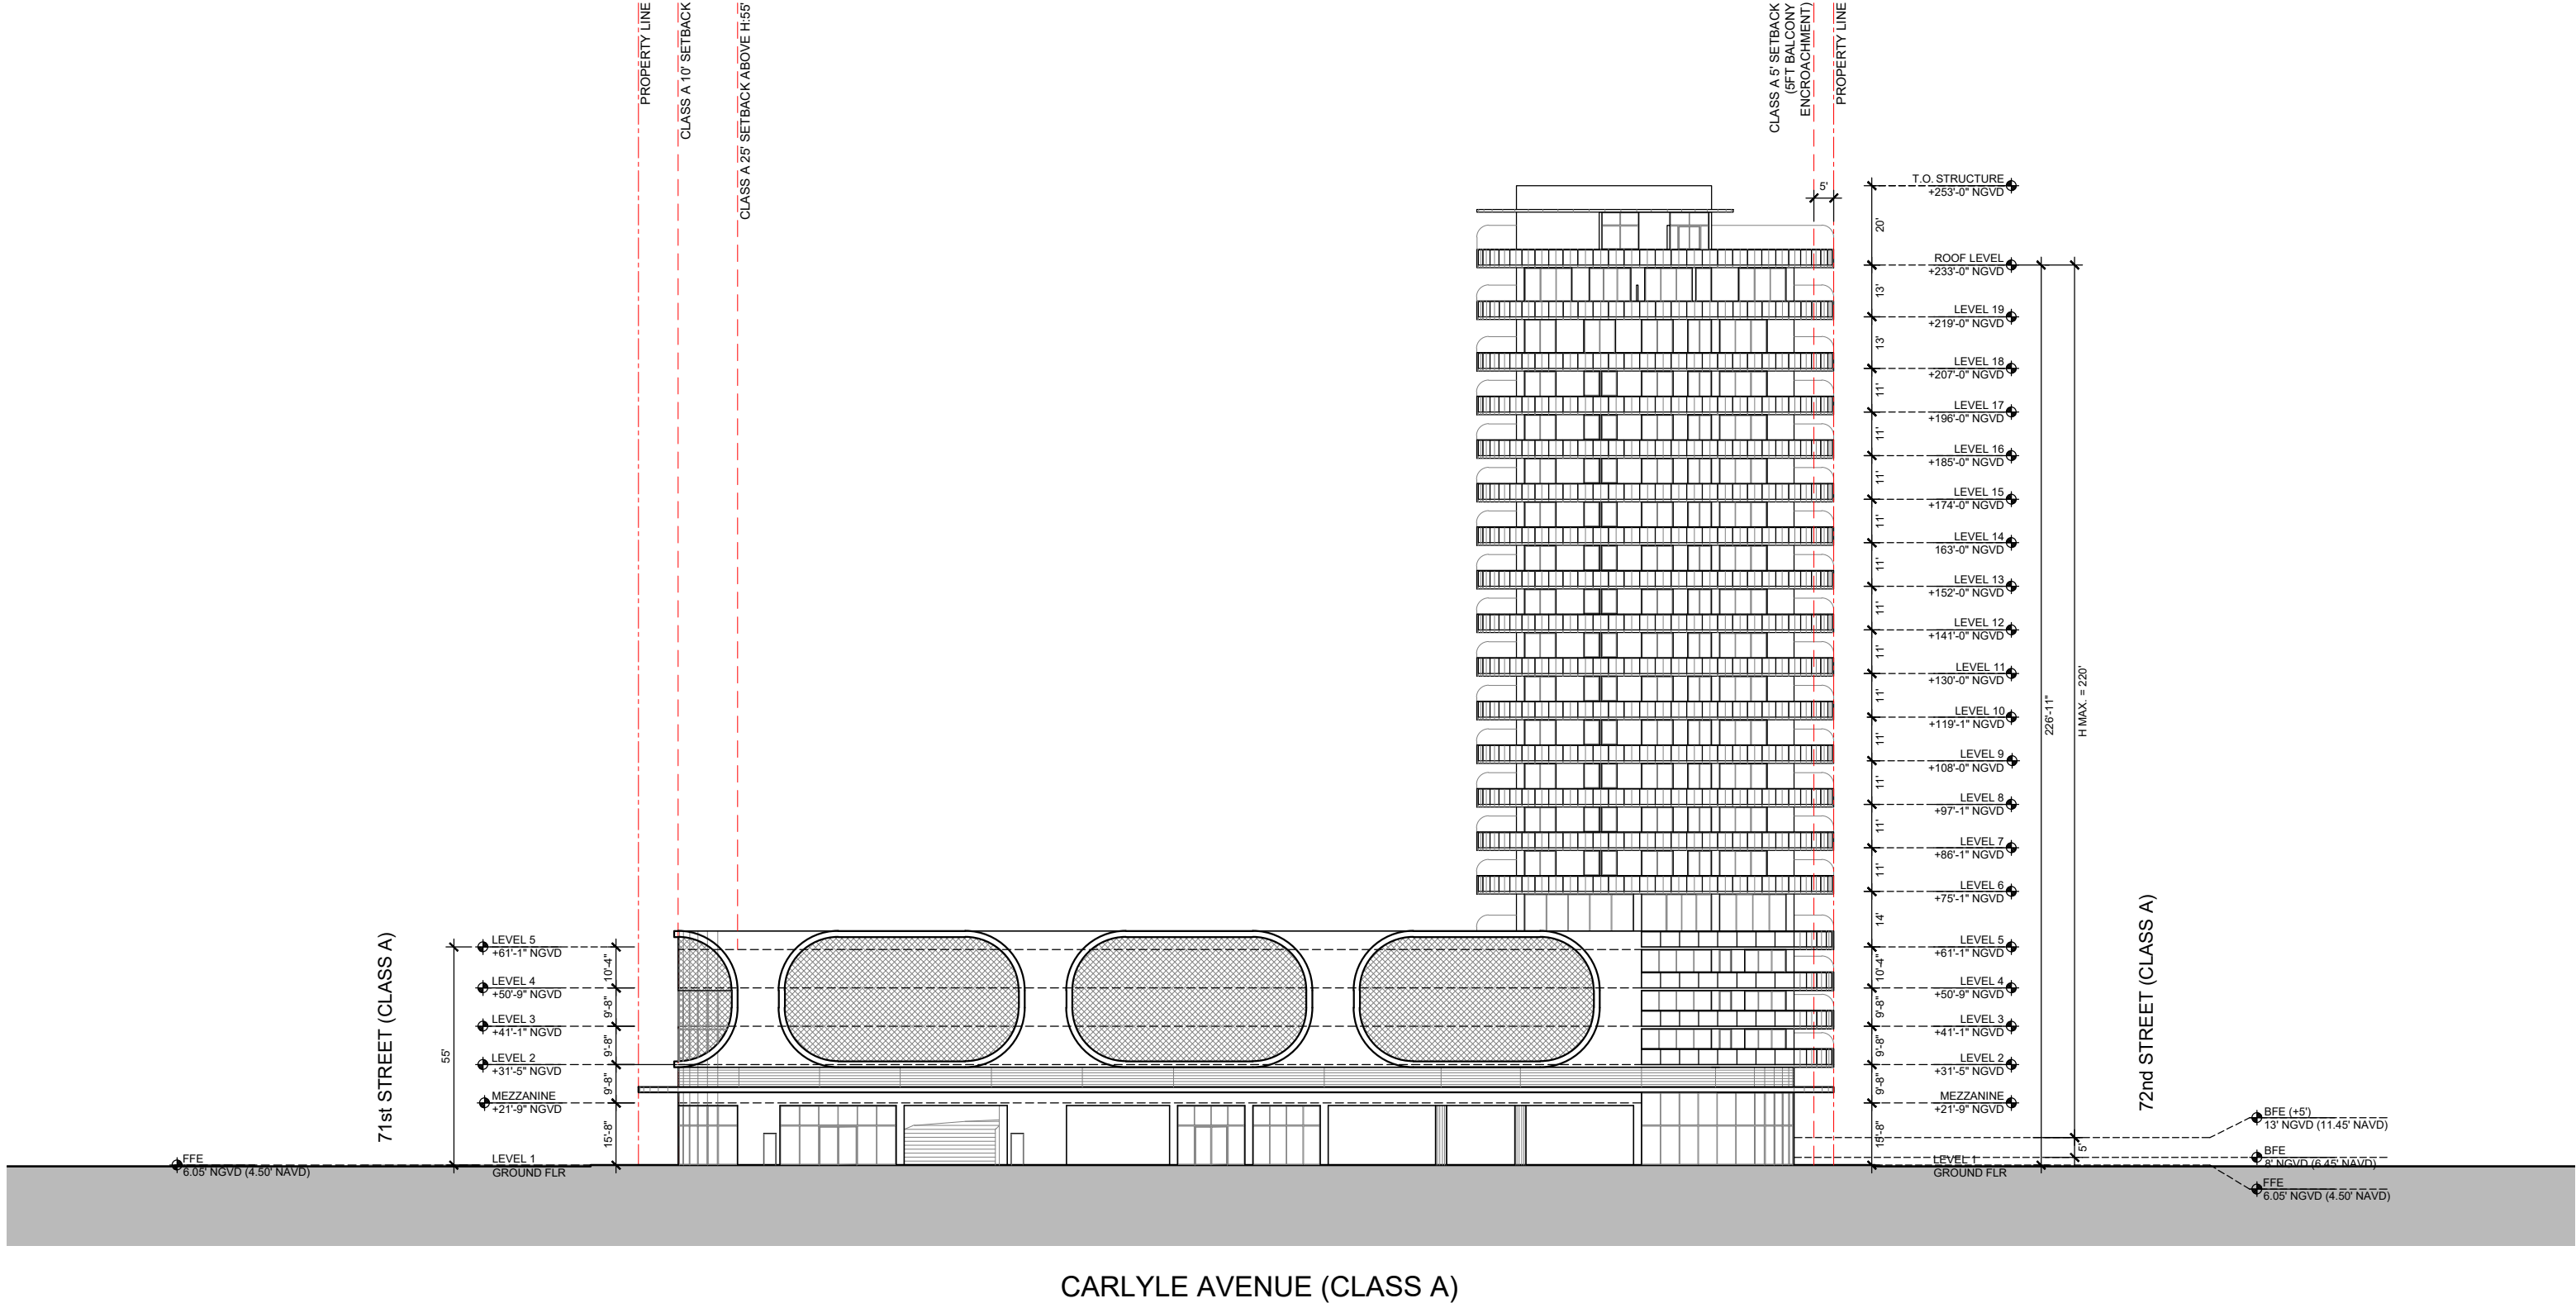 PROPERTY LINE
CLASS A 10' SETBACK
CLASS A 25' SETBACK ABOVE H:55'
CLASS A 5' SETBACK
(5FT BALCONY
ENCROACHMENT)
PROPERTY LINE
5'
T.O. STRUCTURE
+253'-0" NGVD
20'
ROOF LEVEL
+233'-0" NGVD
13'
LEVEL 19
+219'-0" NGVD
13'
LEVEL 18
+207'-0" NGVD
11'
LEVEL 17
+196'-0" NGVD
11'
LEVEL 16
+185'-0" NGVD
11'
LEVEL 15
+174'-0" NGVD
11'
LEVEL 14
163'-0" NGVD
11'
LEVEL 13
+152'-0" NGVD
11'
LEVEL 12
+141'-0" NGVD
11'
LEVEL 11
+130'-0" NGVD
11'
LEVEL 10
+119'-1" NGVD
11'
LEVEL 9
+108'-0" NGVD
11'
LEVEL 8
+97'-1" NGVD
11'
LEVEL 7
+86'-1" NGVD
11'
LEVEL 6
+75'-1" NGVD
14'
LEVEL 5
+61'-1" NGVD
10'-4"
LEVEL 4
+50'-9" NGVD
9'-8"
LEVEL 3
+41'-1" NGVD
9'-8"
LEVEL 2
+31'-5" NGVD
9'-8"
MEZZANINE
+21'-9" NGVD
15'-8"
LEVEL 1
GROUND FLR
226'-11"
H MAX. = 220'
5'
72nd STREET (CLASS A)
BFE (+5')
13' NGVD (11.45' NAVD)
BFE
8' NGVD (6.45' NAVD)
FFE
6.05' NGVD (4.50' NAVD)
71st STREET (CLASS A)
55'
LEVEL 5
+61'-1" NGVD
10'-4"
LEVEL 4
+50'-9" NGVD
9'-8"
LEVEL 3
+41'-1" NGVD
9'-8"
LEVEL 2
+31'-5" NGVD
9'-8"
MEZZANINE
+21'-9" NGVD
15'-8"
LEVEL 1
GROUND FLR
FFE
6.05' NGVD (4.50' NAVD)
CARLYLE AVENUE (CLASS A)